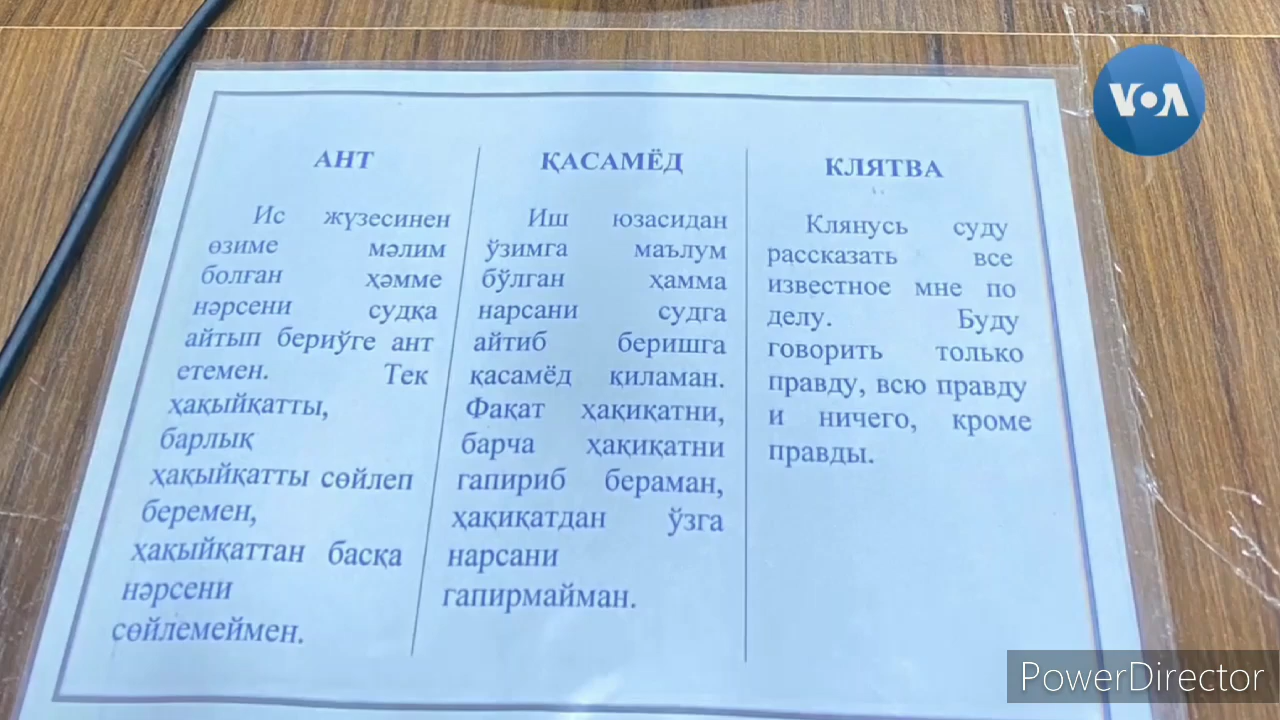 VOA
АНТ
Ис жүзесинен
өзиме мәлим
болған ҳәмме
нәрсени судқа
айтып бериўге ант
етемен. Тек
ҳақыйқатты,
барлық
ҳақыйқатты сөйлеп
беремен,
ҳақыйқаттан басқа
нәрсени
сөйлемеймен.
ҚАСАМЁД
Иш юзасидан
ўзимга маълум
бўлган ҳамма
нарсани судга
айтиб беришга
қасамёд қиламан.
Фақат ҳақиқатни,
барча ҳақиқатни
гапириб бераман,
ҳақиқатдан ўзга
нарсани
гапирмайман.
КЛЯТВА
Клянусь суду
рассказать все
известное мне по
делу. Буду
говорить только
правду, всю правду
и ничего, кроме
правды.
PowerDirector